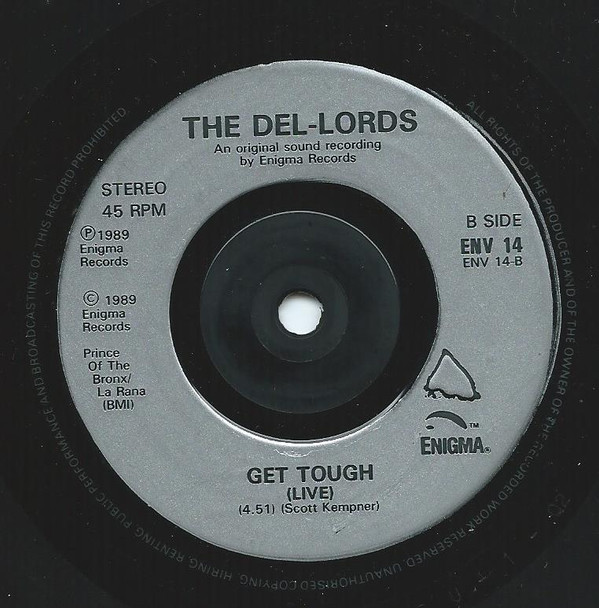 THE DEL-LORDS
An original sound recording
by Enigma Records
STEREO
45 RPM
Ⓟ1989
Enigma
Records
© 1989
Enigma
Records
Prince
Of The
Bronx/
La Rana
(BMI)
B SIDE
ENV 14
ENV 14-B
™
ENIGMA®
GET TOUGH
(LIVE)
(4.51) (Scott Kempner)
ALL RIGHTS OF THE PRODUCER AND OF THE OWNER OF THE RECORDED WORK RESERVED UNAUTHORISED COPYING HIRING RENTING PUBLIC PERFORMANCE AND BROADCASTING OF THIS RECORD PROHIBITED